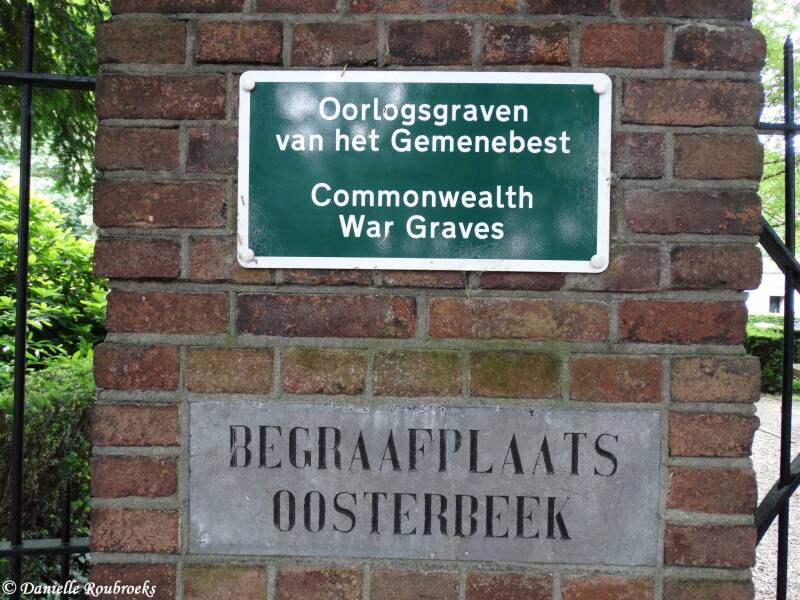 Oorlogsgraven
van het Gemenebest
Commonwealth
War Graves
BEGRAAFPLAATS
OOSTERBEEK
© Danielle Roubroeks